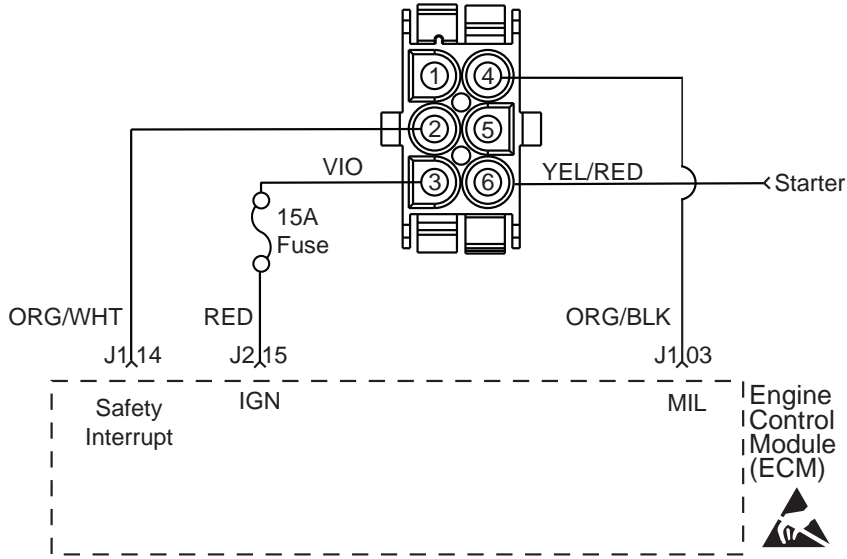 1 4
2 5
VIO
3 6
YEL/RED
Starter
15A
Fuse
ORG/WHT
RED
ORG/BLK
J1 14
J2 15
J1 03
Safety
Interrupt
IGN
MIL
Engine
Control
Module
(ECM)